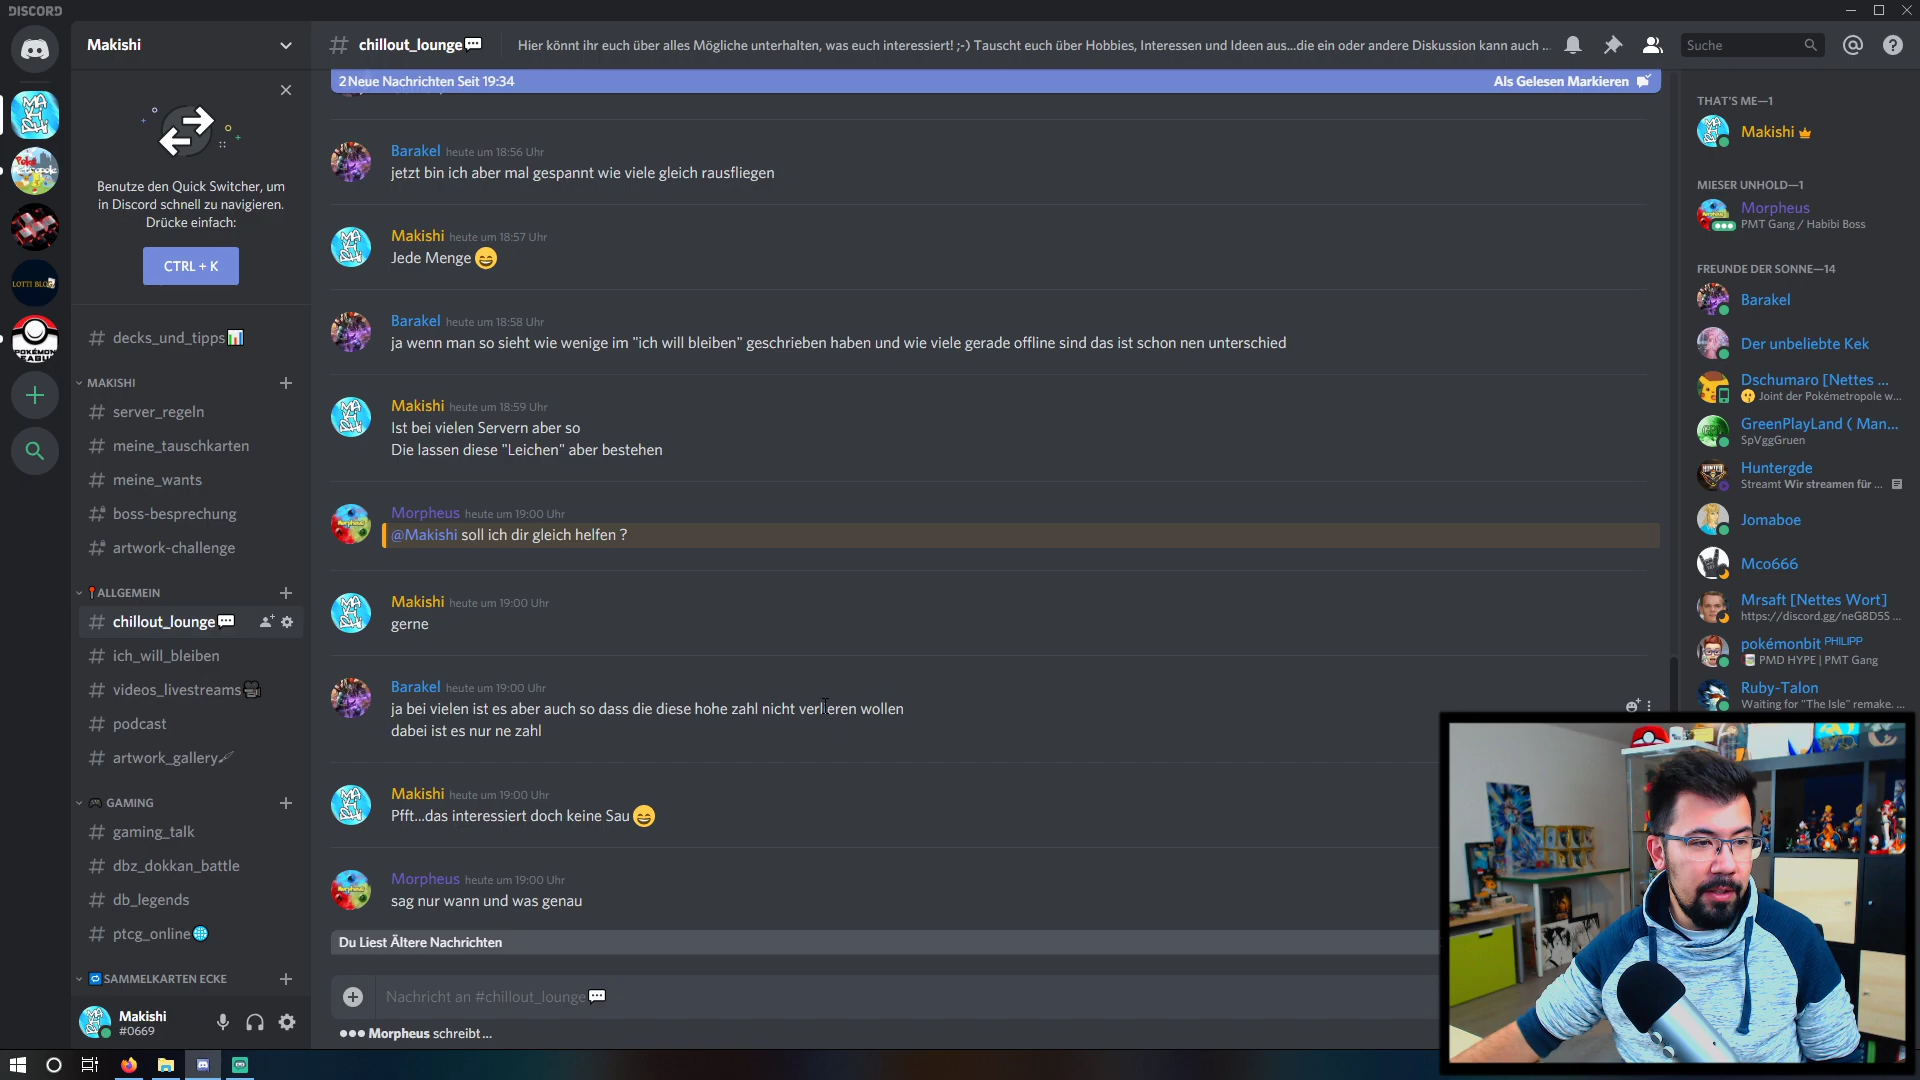 DISCORD
Makishi
chillout_lounge💬
Hier könnt ihr euch über alles Mögliche unterhalten, was euch interessiert! ;-) Tauscht euch über Hobbies, Interessen und Ideen aus...die ein oder andere Diskussion kann auch ...
Suche
Benutze den Quick Switcher, um
in Discord schnell zu navigieren.
Drücke einfach:
CTRL + K
decks_und_tipps📊
MAKISHI
server_regeln
meine_tauschkarten
meine_wants
boss-besprechung
artwork-challenge
📍ALLGEMEIN
chillout_lounge💬
ich_will_bleiben
videos_livestreams🎥
podcast
artwork_gallery🖌
🎮 GAMING
gaming_talk
dbz_dokkan_battle
db_legends
ptcg_online🌐
🔁SAMMELKARTEN ECKE
Makishi
#0669
2 Neue Nachrichten Seit 19:34
Als Gelesen Markieren
Barakel heute um 18:56 Uhr
jetzt bin ich aber mal gespannt wie viele gleich rausfliegen
Makishi heute um 18:57 Uhr
Jede Menge 😄
Barakel heute um 18:58 Uhr
ja wenn man so sieht wie wenige im "ich will bleiben" geschrieben haben und wie viele gerade offline sind das ist schon nen unterschied
Makishi heute um 18:59 Uhr
Ist bei vielen Servern aber so
Die lassen diese "Leichen" aber bestehen
Morpheus heute um 19:00 Uhr
@Makishi soll ich dir gleich helfen ?
Makishi heute um 19:00 Uhr
gerne
Barakel heute um 19:00 Uhr
ja bei vielen ist es aber auch so dass die diese hohe zahl nicht verlieren wollen
dabei ist es nur ne zahl
Makishi heute um 19:00 Uhr
Pfft...das interessiert doch keine Sau 😄
Morpheus heute um 19:00 Uhr
sag nur wann und was genau
Du Liest Ältere Nachrichten
Nachricht an #chillout_lounge💬
Morpheus schreibt...
THAT'S ME—1
Makishi
MIESER UNHOLD—1
Morpheus
PMT Gang / Habibi Boss
FREUNDE DER SONNE—14
Barakel
Der unbeliebte Kek
Dschumaro [Nettes ...
Joint der Pokémetropole w...
GreenPlayLand ( Man...
SpVggGruen
Huntergde
Streamt Wir streamen für ...
Jomaboe
Mco666
Mrsaft [Nettes Wort]
https://discord.gg/neG8D5S ...
pokémonbit PHILIPP
PMD HYPE | PMT Gang
Ruby-Talon
Waiting for "The Isle" remake. ...